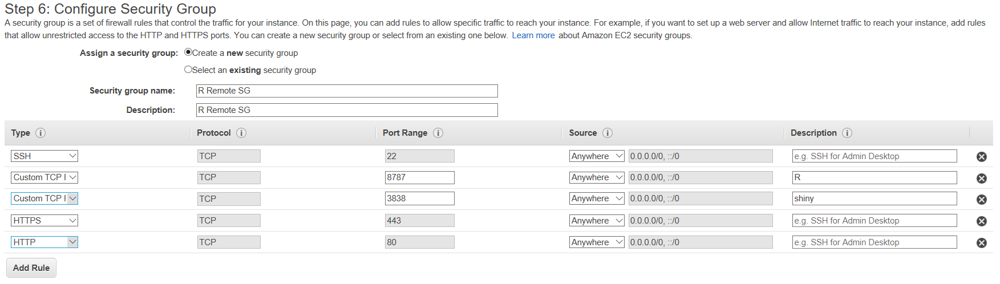 Step 6: Configure Security Group
A security group is a set of firewall rules that control the traffic for your instance. On this page, you can add rules to allow specific traffic to reach your instance. For example, if you want to set up a web server and allow Internet traffic to reach your instance, add rules
that allow unrestricted access to the HTTP and HTTPS ports. You can create a new security group or select from an existing one below. Learn more about Amazon EC2 security groups.
Assign a security group: Create a new security group
Select an existing security group
Security group name: R Remote SG
Description: R Remote SG
Type i Protocol i Port Range i Source i Description i
SSH TCP 22 Anywhere 0.0.0.0/0, ::/0 e.g. SSH for Admin Desktop
Custom TCP TCP 8787 Anywhere 0.0.0.0/0, ::/0 R
Custom TCP TCP 3838 Anywhere 0.0.0.0/0, ::/0 shiny
HTTPS TCP 443 Anywhere 0.0.0.0/0, ::/0 e.g. SSH for Admin Desktop
HTTP TCP 80 Anywhere 0.0.0.0/0, ::/0 e.g. SSH for Admin Desktop
Add Rule